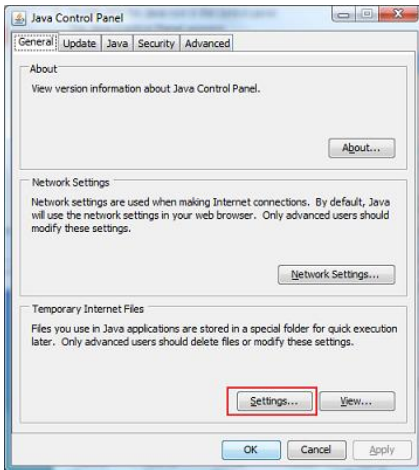 Java Control Panel
General Update Java Security Advanced
About
View version information about Java Control Panel.
About...
Network Settings
Network settings are used when making Internet connections. By default, Java
will use the network settings in your web browser. Only advanced users should
modify these settings.
Network Settings...
Temporary Internet Files
Files you use in Java applications are stored in a special folder for quick execution
later. Only advanced users should delete files or modify these settings.
Settings... View...
OK Cancel Apply